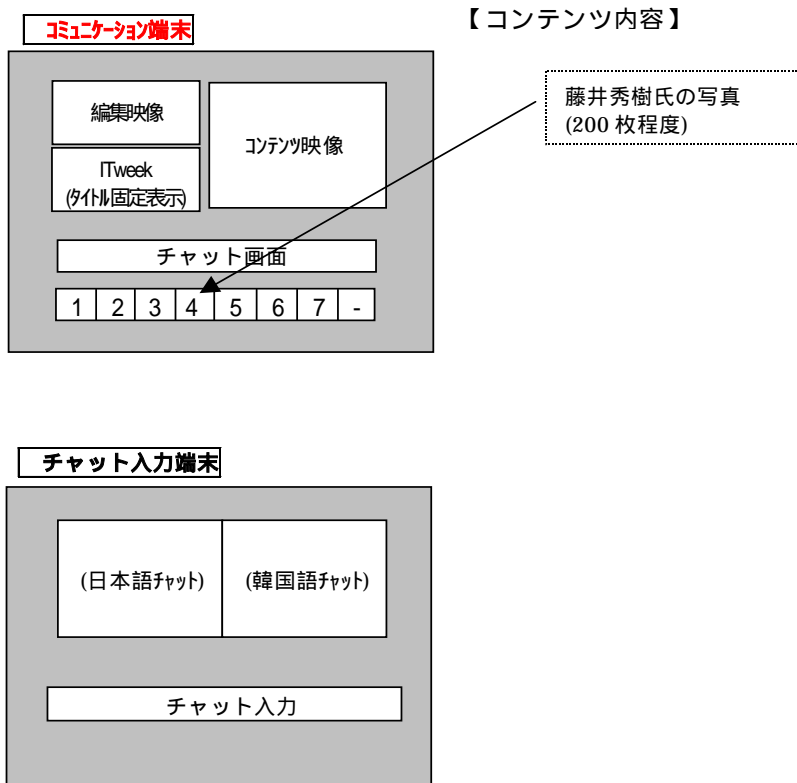 【コンテンツ内容】
ｺﾐｭﾆｹｰｼｮﾝ端末
藤井秀樹氏の写真
(200 枚程度)
編集映像
ｺﾝﾃﾝﾂ映像
ITweek
(ﾀｲﾄﾙ固定表示)
チャット画面
1 2 3 4 5 6 7 -
チャット入力端末
(日本語ﾁｬｯﾄ) (韓国語ﾁｬｯﾄ)
チャット入力